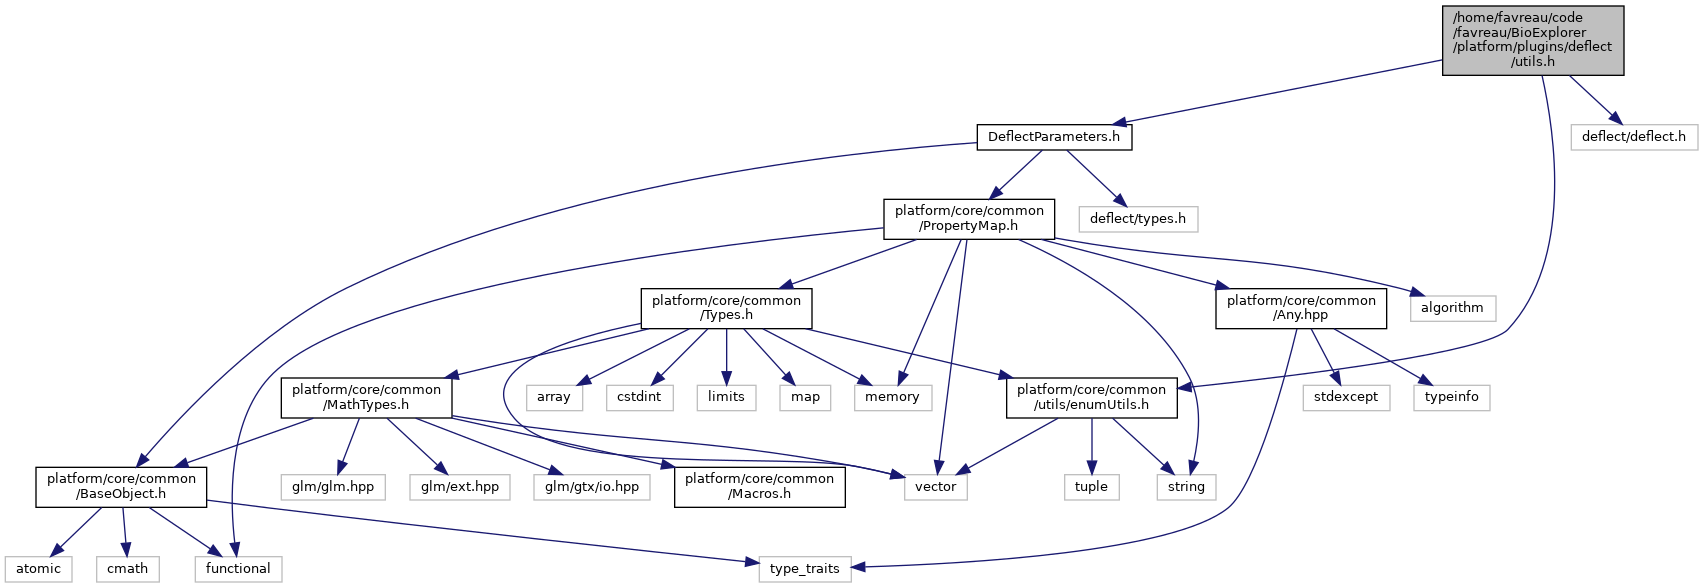 /home/favreau/code
/favreau/BioExplorer
/platform/plugins/deflect
/utils.h
DeflectParameters.h
deflect/deflect.h
platform/core/common
/PropertyMap.h
deflect/types.h
platform/core/common
/Types.h
platform/core/common
/Any.hpp
algorithm
platform/core/common
/MathTypes.h
array
cstdint
limits
map
memory
platform/core/common
/utils/enumUtils.h
stdexcept
typeinfo
platform/core/common
/BaseObject.h
glm/glm.hpp
glm/ext.hpp
glm/gtx/io.hpp
platform/core/common
/Macros.h
vector
tuple
string
atomic
cmath
functional
type_traits